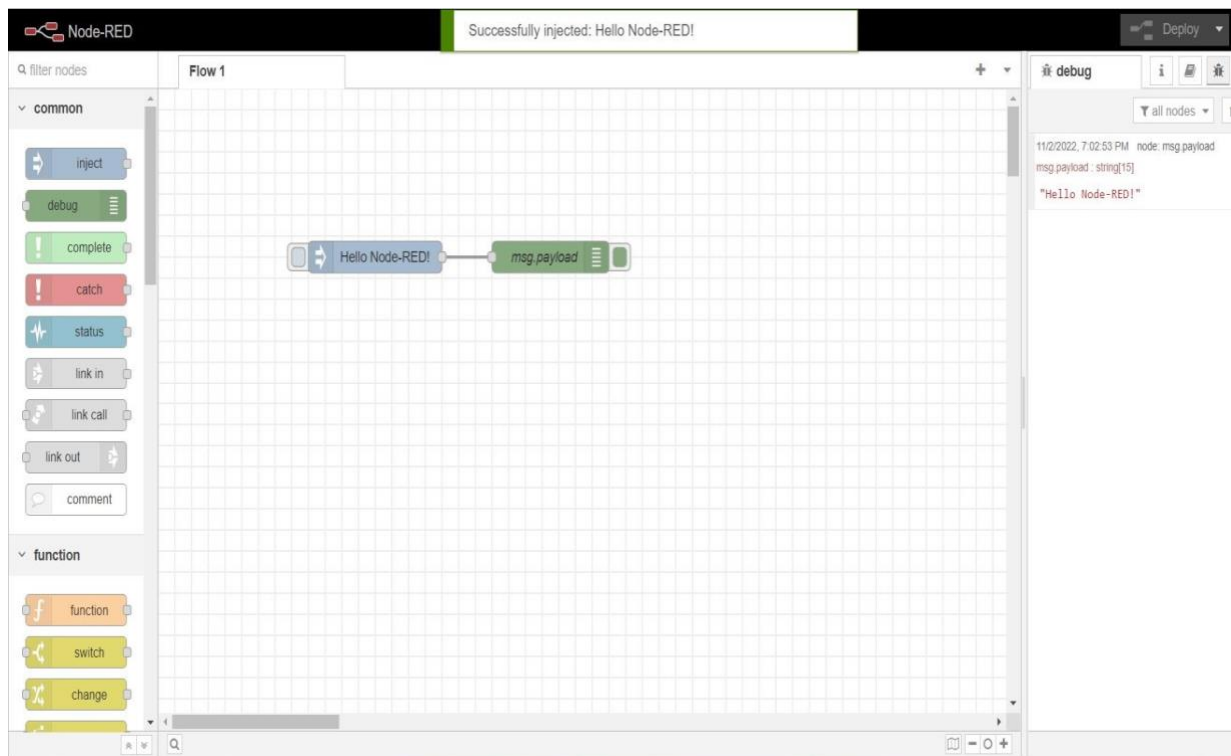 Node-RED
Successfully injected: Hello Node-RED!
Deploy
filter nodes
Flow 1
debug
i
all nodes
common
inject
debug
complete
catch
status
link in
link call
link out
comment
function
function
switch
change
Hello Node-RED!
msg.payload
11/2/2022, 7:02:53 PM node: msg.payload
msg.payload : string[15]
"Hello Node-RED!"